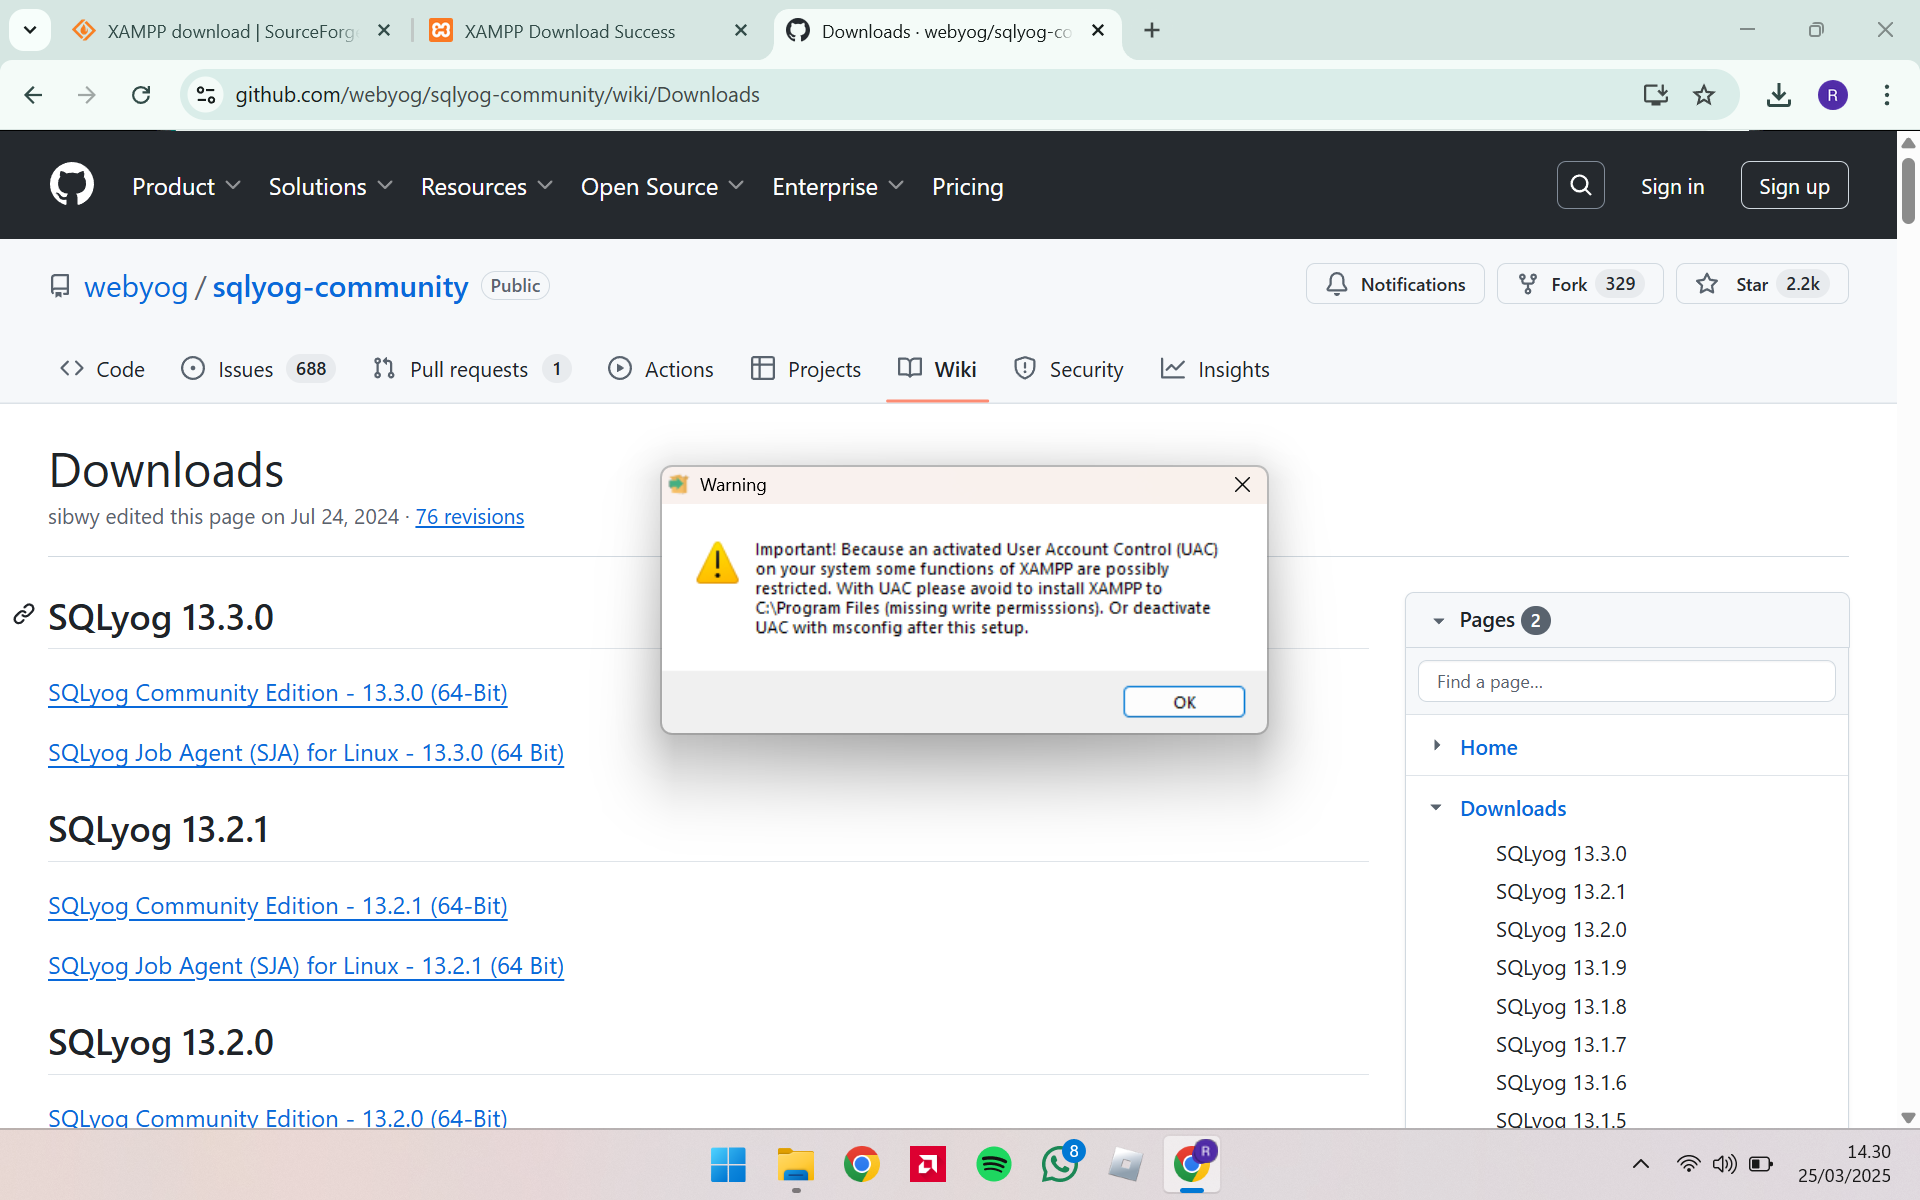 XAMPP download | SourceForge
XAMPP Download Success
Downloads · webyog/sqlyog-co
github.com/webyog/sqlyog-community/wiki/Downloads
R
Product
Solutions
Resources
Open Source
Enterprise
Pricing
Sign in
Sign up
webyog / sqlyog-community Public
Notifications
Fork 329
Star 2.2k
Code
Issues 688
Pull requests 1
Actions
Projects
Wiki
Security
Insights
Downloads
sibwy edited this page on Jul 24, 2024 · 76 revisions
SQLyog 13.3.0
SQLyog Community Edition - 13.3.0 (64-Bit)
SQLyog Job Agent (SJA) for Linux - 13.3.0 (64 Bit)
SQLyog 13.2.1
SQLyog Community Edition - 13.2.1 (64-Bit)
SQLyog Job Agent (SJA) for Linux - 13.2.1 (64 Bit)
SQLyog 13.2.0
SQLyog Community Edition - 13.2.0 (64-Bit)
Warning
Important! Because an activated User Account Control (UAC)
on your system some functions of XAMPP are possibly
restricted. With UAC please avoid to install XAMPP to
C:\Program Files (missing write permisssions). Or deactivate
UAC with msconfig after this setup.
OK
Pages 2
Find a page...
Home
Downloads
SQLyog 13.3.0
SQLyog 13.2.1
SQLyog 13.2.0
SQLyog 13.1.9
SQLyog 13.1.8
SQLyog 13.1.7
SQLyog 13.1.6
SQLyog 13.1.5
8
R
14.30
25/03/2025